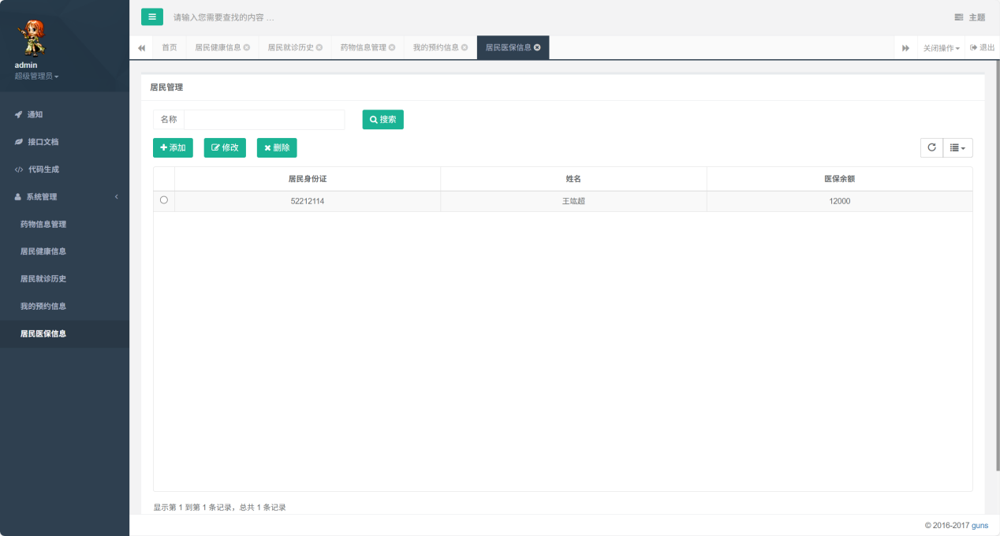 请输入您需要查找的内容 …
主题
admin
超级管理员
首页
居民健康信息
居民就诊历史
药物信息管理
我的预约信息
居民医保信息
关闭操作
退出
通知
接口文档
代码生成
系统管理
药物信息管理
居民健康信息
居民就诊历史
我的预约信息
居民医保信息
居民管理
名称
搜索
添加
修改
删除
居民身份证 姓名 医保余额
52212114 王竑超 12000
显示第 1 到第 1 条记录，总共 1 条记录
© 2016-2017 guns